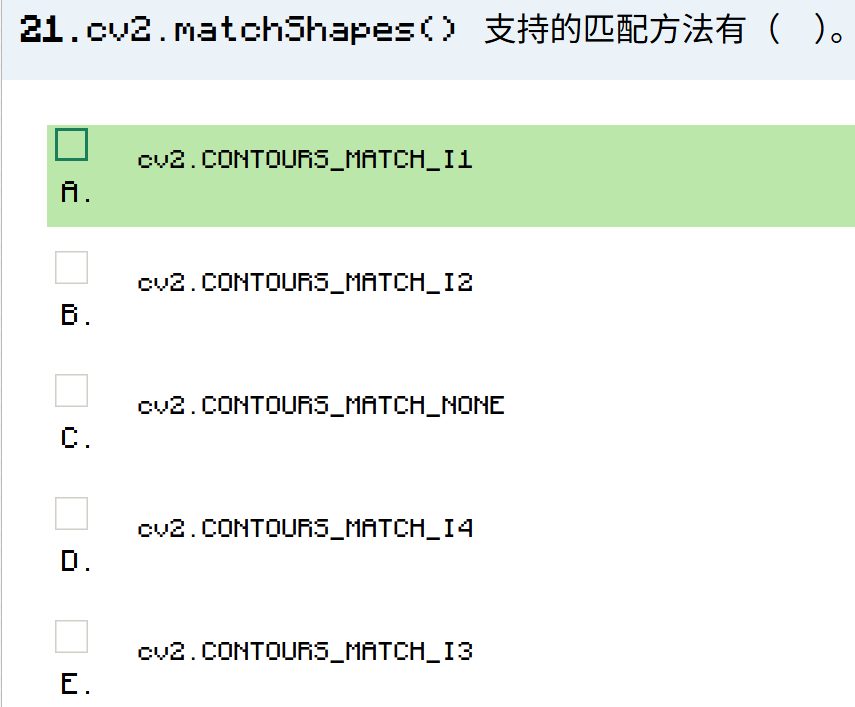 21.cv2.matchShapes() 支持的匹配方法有（ ）。
cv2.CONTOURS_MATCH_I1
A.
cv2.CONTOURS_MATCH_I2
B.
cv2.CONTOURS_MATCH_NONE
C.
cv2.CONTOURS_MATCH_I4
D.
cv2.CONTOURS_MATCH_I3
E.